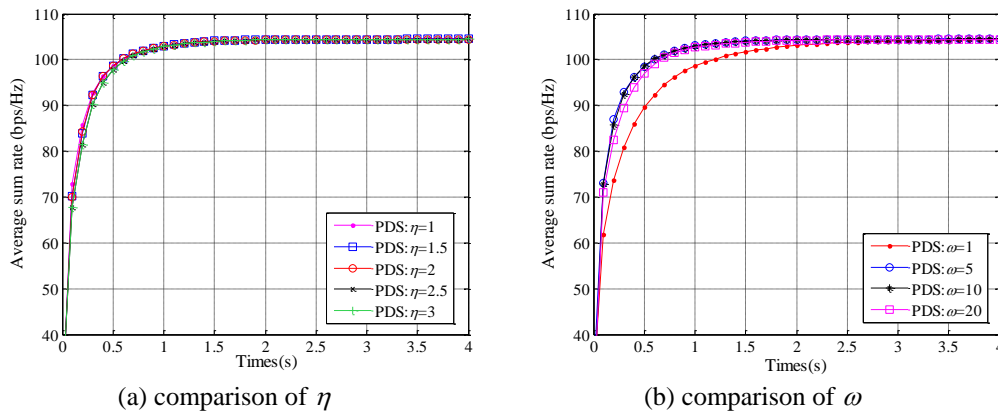 110
100
90
80
70
60
50
40
0
0.5
1
1.5
2
2.5
3
3.5
4
Average sum rate (bps/Hz)
Times(s)
PDS: η=1
PDS: η=1.5
PDS: η=2
PDS: η=2.5
PDS: η=3
(a) comparison of η
110
100
90
80
70
60
50
40
0
0.5
1
1.5
2
2.5
3
3.5
4
Average sum rate (bps/Hz)
Times(s)
PDS: ω=1
PDS: ω=5
PDS: ω=10
PDS: ω=20
(b) comparison of ω